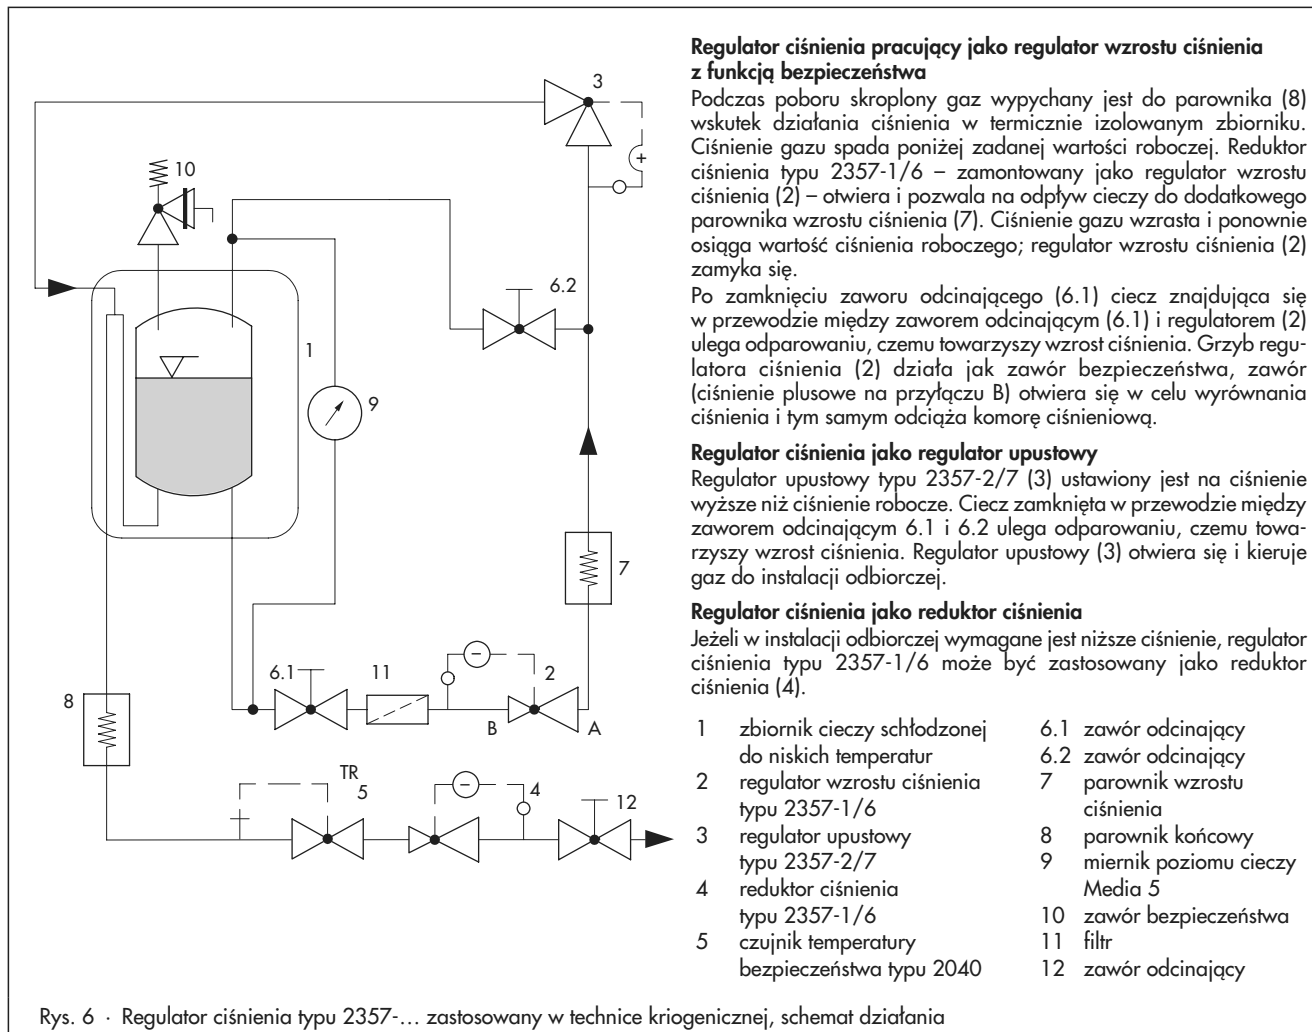 3
10
1
6.2
9
7
8
6.1
11
2
B
A
TR
5
4
12
Regulator ciśnienia pracujący jako regulator wzrostu ciśnienia
z funkcją bezpieczeństwa
Podczas poboru skroplony gaz wypychany jest do parownika (8)
wskutek działania ciśnienia w termicznie izolowanym zbiorniku.
Ciśnienie gazu spada poniżej zadanej wartości roboczej. Reduktor
ciśnienia typu 2357-1/6 – zamontowany jako regulator wzrostu
ciśnienia (2) – otwiera i pozwala na odpływ cieczy do dodatkowego
parownika wzrostu ciśnienia (7). Ciśnienie gazu wzrasta i ponownie
osiąga wartość ciśnienia roboczego; regulator wzrostu ciśnienia (2)
zamyka się.
Po zamknięciu zaworu odcinającego (6.1) ciecz znajdująca się
w przewodzie między zaworem odcinającym (6.1) i regulatorem (2)
ulega odparowaniu, czemu towarzyszy wzrost ciśnienia. Grzyb regu-
latora ciśnienia (2) działa jak zawór bezpieczeństwa, zawór
(ciśnienie plusowe na przyłączu B) otwiera się w celu wyrównania
ciśnienia i tym samym odciąża komorę ciśnieniową.
Regulator ciśnienia jako regulator upustowy
Regulator upustowy typu 2357-2/7 (3) ustawiony jest na ciśnienie
wyższe niż ciśnienie robocze. Ciecz zamknięta w przewodzie między
zaworem odcinającym 6.1 i 6.2 ulega odparowaniu, czemu towa-
rzyszy wzrost ciśnienia. Regulator upustowy (3) otwiera się i kieruje
gaz do instalacji odbiorczej.
Regulator ciśnienia jako reduktor ciśnienia
Jeżeli w instalacji odbiorczej wymagane jest niższe ciśnienie, regulator
ciśnienia typu 2357-1/6 może być zastosowany jako reduktor
ciśnienia (4).
1 zbiornik cieczy schłodzonej
do niskich temperatur
2 regulator wzrostu ciśnienia
typu 2357-1/6
3 regulator upustowy
typu 2357-2/7
4 reduktor ciśnienia
typu 2357-1/6
5 czujnik temperatury
bezpieczeństwa typu 2040
6.1 zawór odcinający
6.2 zawór odcinający
7 parownik wzrostu
ciśnienia
8 parownik końcowy
9 miernik poziomu cieczy
Media 5
10 zawór bezpieczeństwa
11 filtr
12 zawór odcinający
Rys. 6 · Regulator ciśnienia typu 2357-... zastosowany w technice kriogenicznej, schemat działania